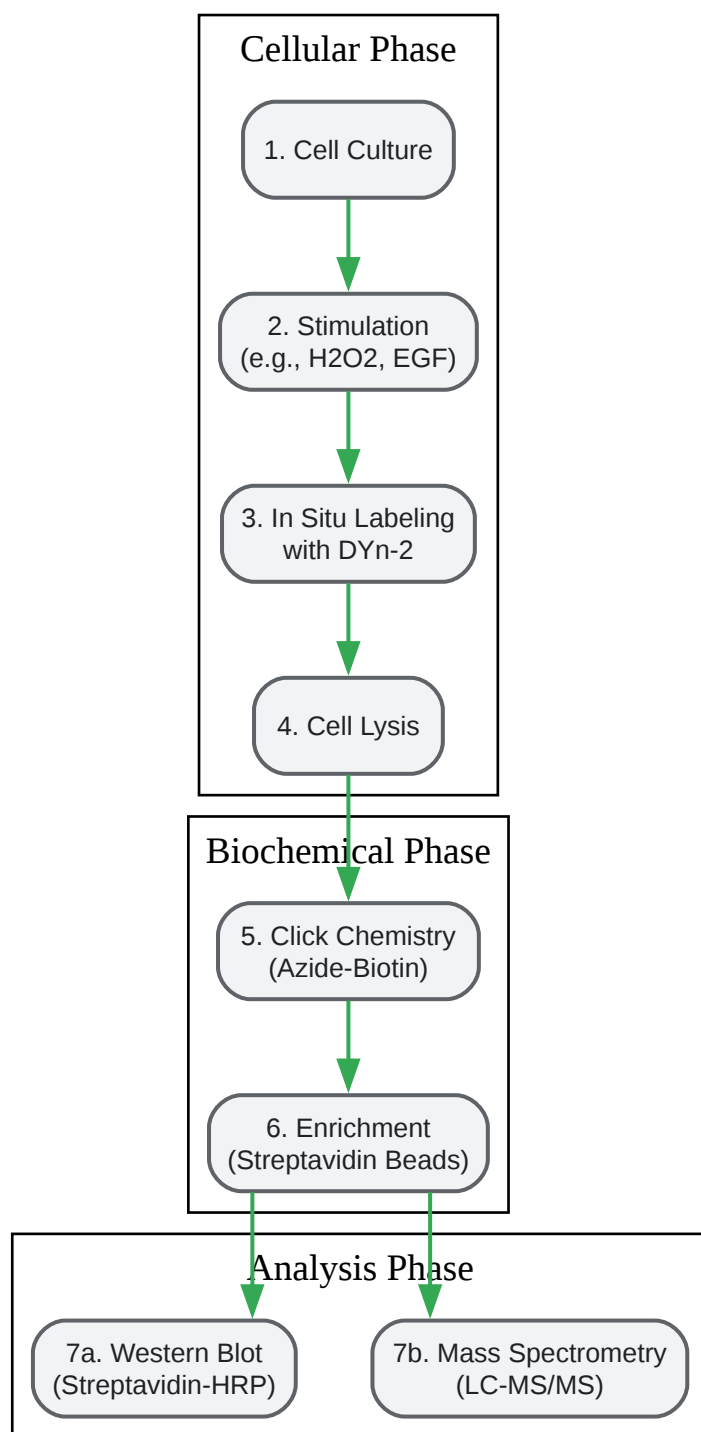 Cellular Phase
1. Cell Culture
2. Stimulation
(e.g., H2O2, EGF)
3. In Situ Labeling
with DYn-2
4. Cell Lysis
Biochemical Phase
5. Click Chemistry
(Azide-Biotin)
6. Enrichment
(Streptavidin Beads)
Analysis Phase
7a. Western Blot
(Streptavidin-HRP)
7b. Mass Spectrometry
(LC-MS/MS)